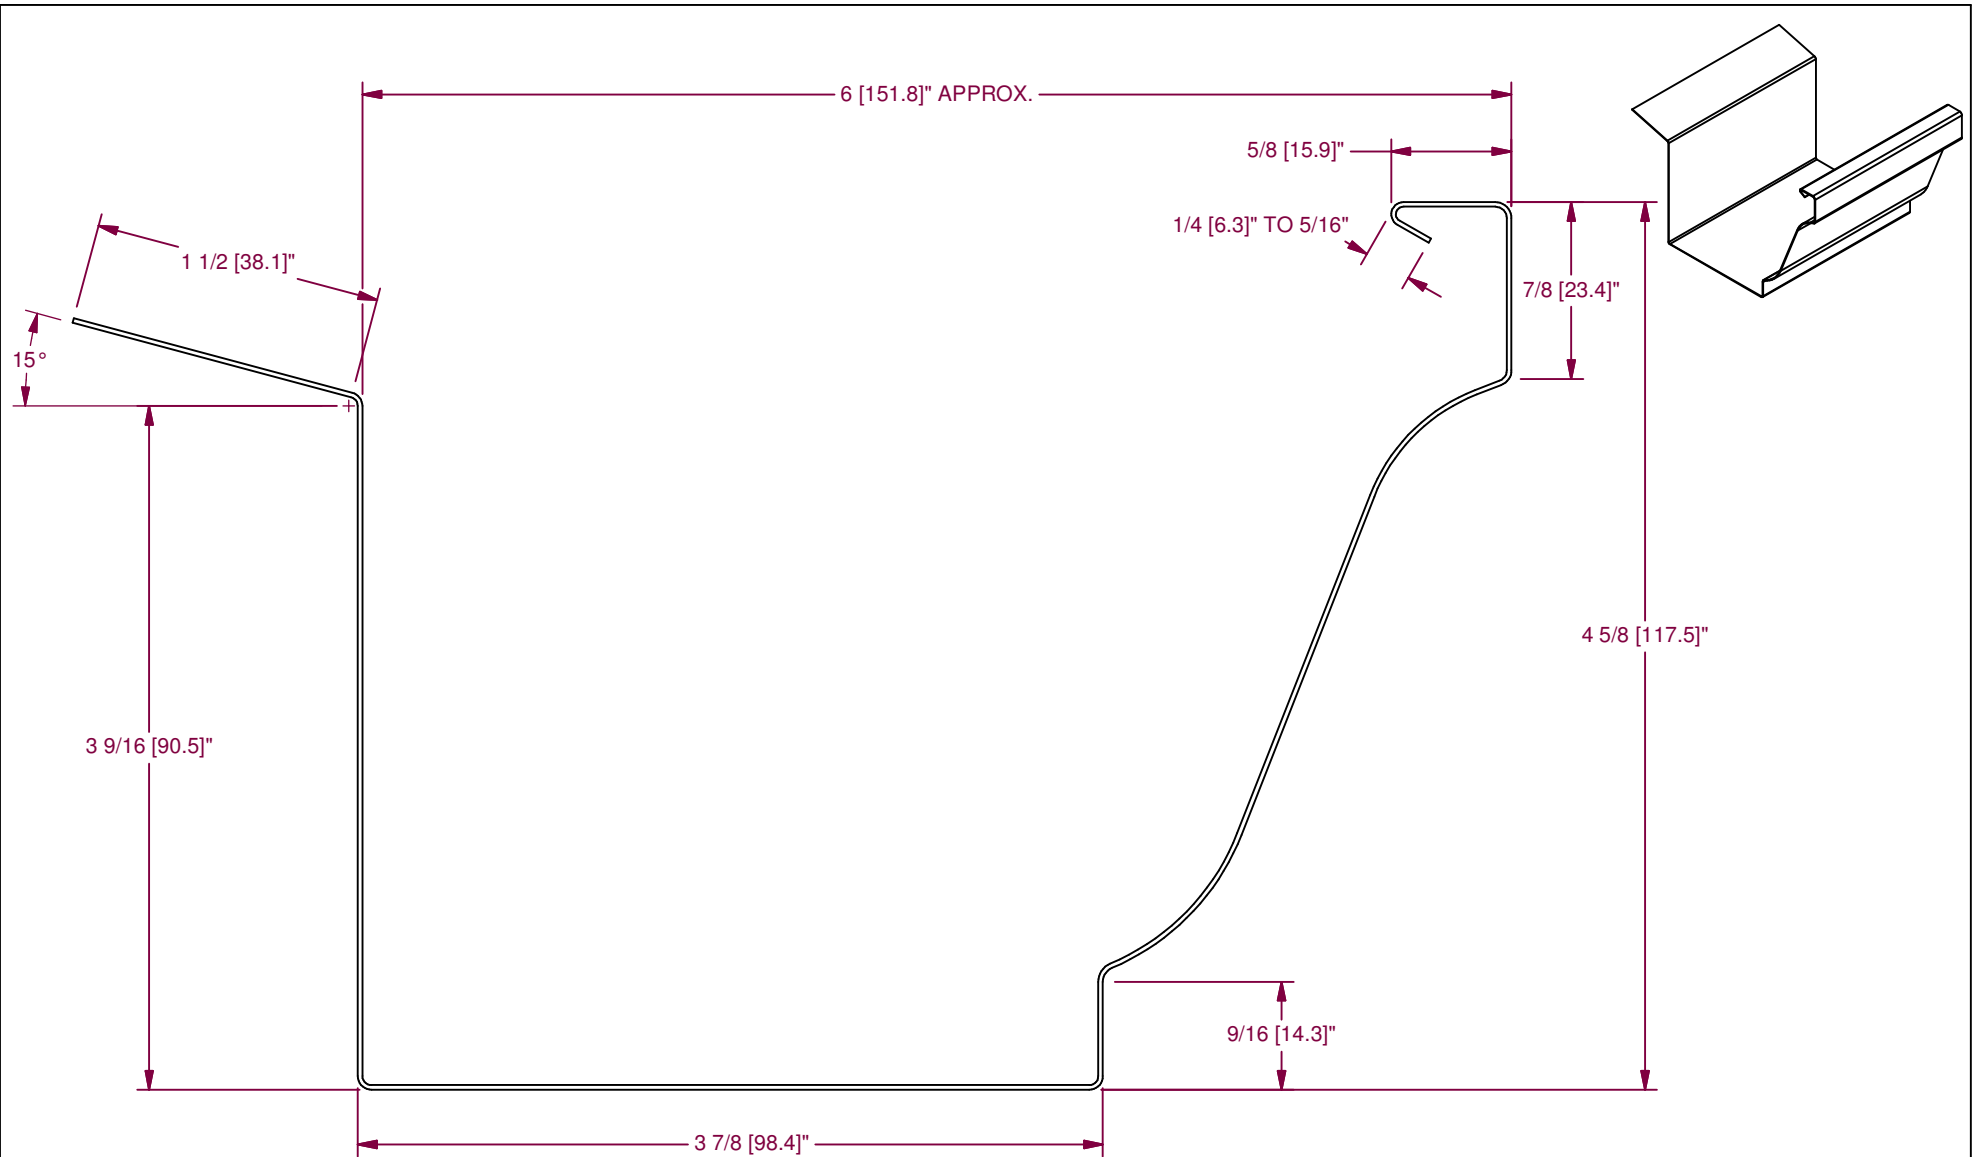 6 [151.8]" APPROX.
5/8 [15.9]"
1/4 [6.3]" TO 5/16"
1 1/2 [38.1]"
7/8 [23.4]"
15°
4 5/8 [117.5]"
3 9/16 [90.5]"
9/16 [14.3]"
3 7/8 [98.4]"